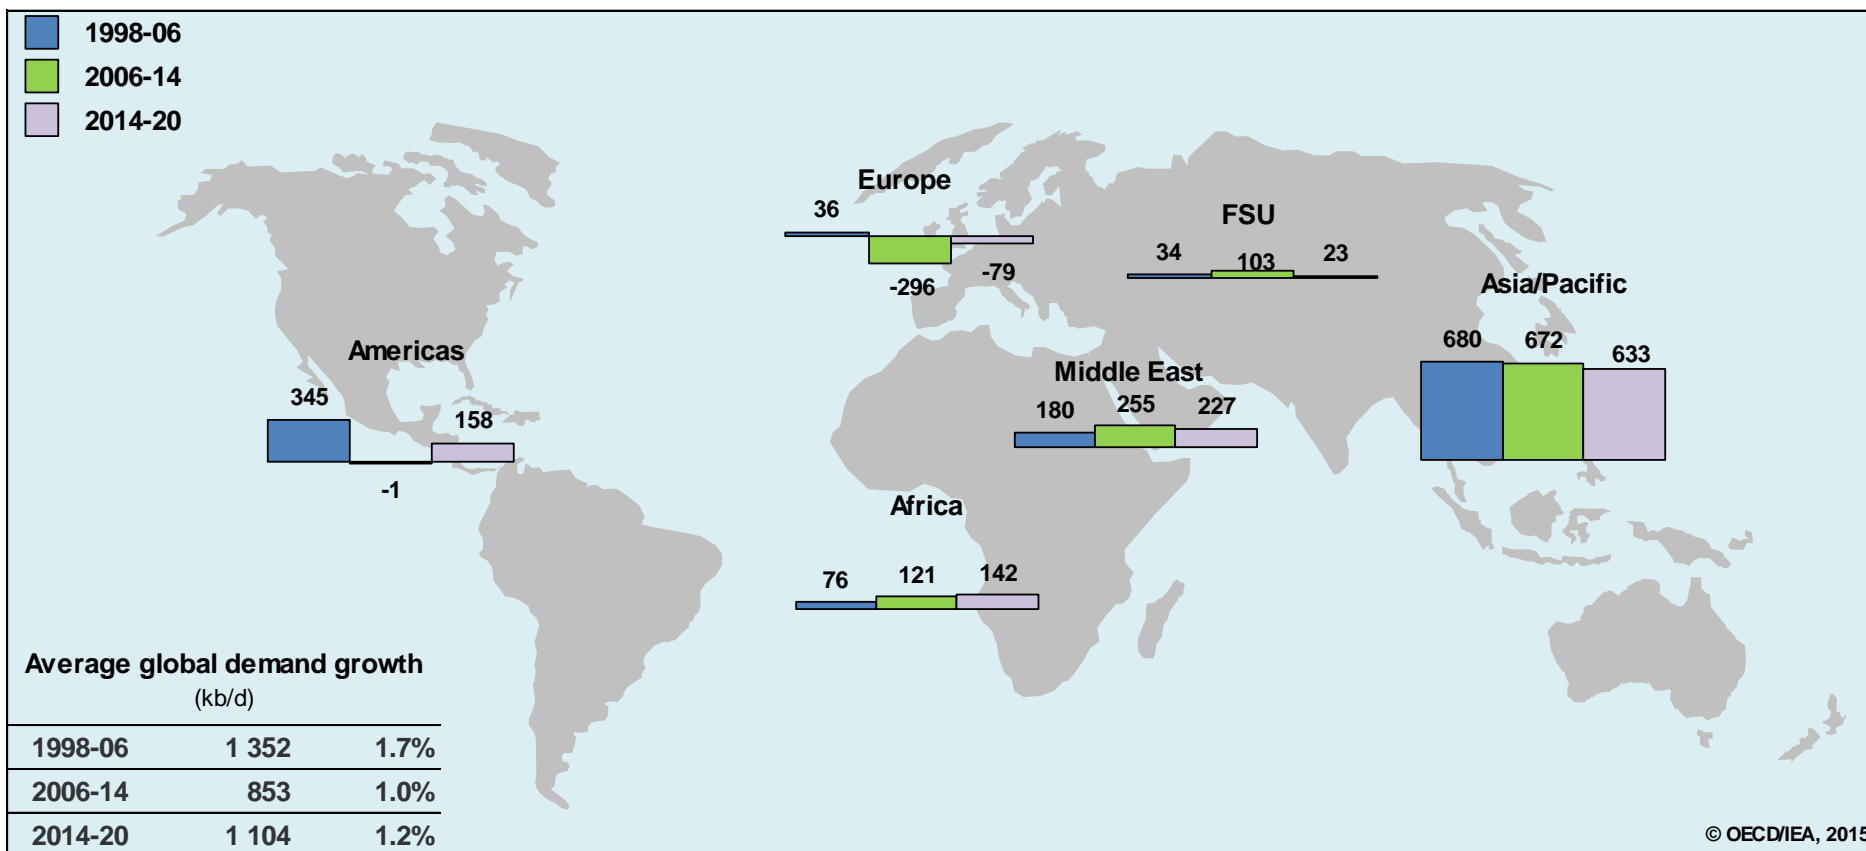 1998-06
2006-14
2014-20
Europe
36
-296
-79
FSU
34
103
23
Asia/Pacific
680
672
633
Americas
345
-1
158
Middle East
180
255
227
Africa
76
121
142
Average global demand growth
(kb/d)
1998-06 1 352 1.7%
2006-14 853 1.0%
2014-20 1 104 1.2%
© OECD/IEA, 2015